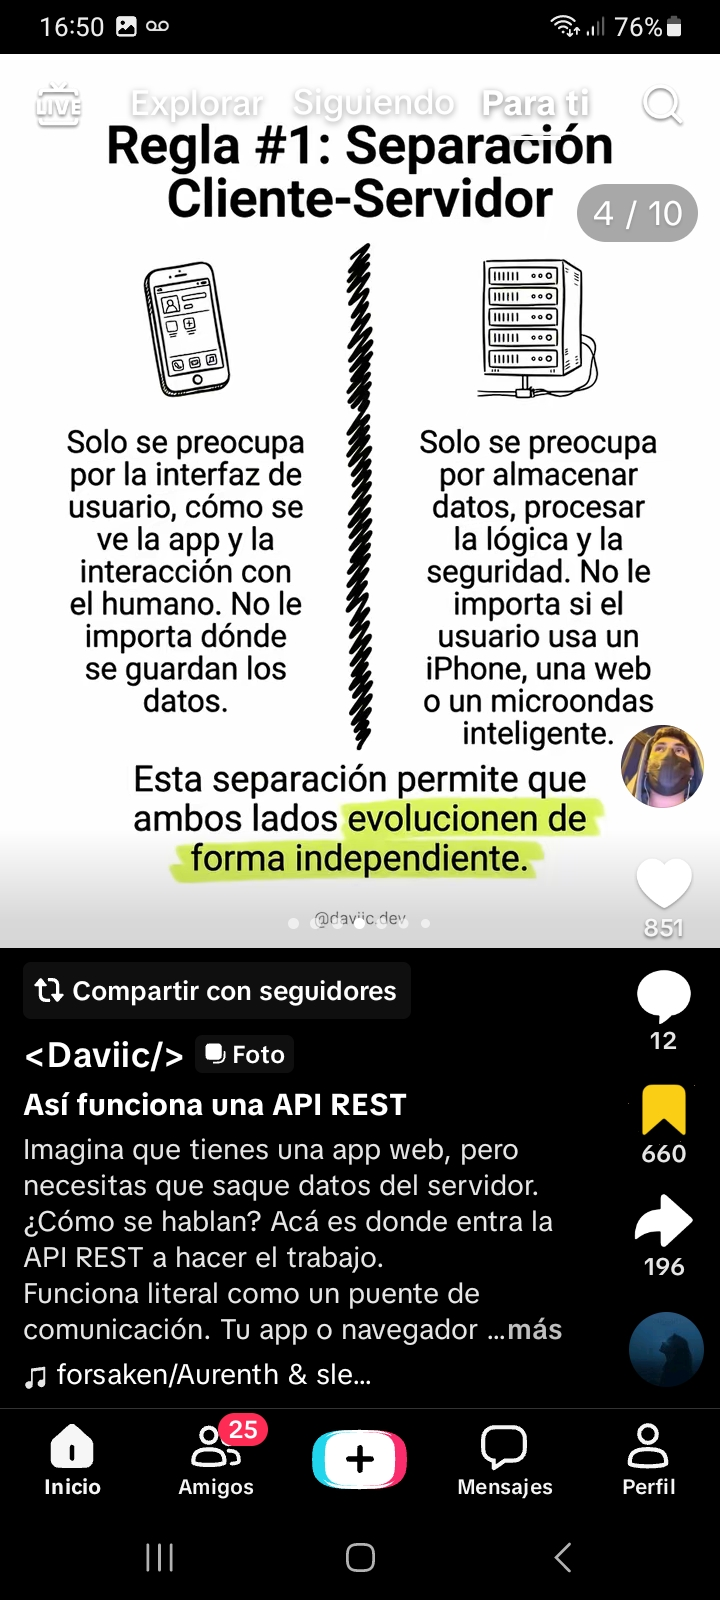 16:50
76%
LIVE
Explorar Siguiendo Para ti
Regla #1: Separación
Cliente-Servidor
4 / 10
Solo se preocupa
por la interfaz de
usuario, cómo se
ve la app y la
interacción con
el humano. No le
importa dónde
se guardan los
datos.
Solo se preocupa
por almacenar
datos, procesar
la lógica y la
seguridad. No le
importa si el
usuario usa un
iPhone, una web
o un microondas
inteligente.
Esta separación permite que
ambos lados evolucionen de
forma independiente.
@daviic.dev
851
Compartir con seguidores
12
<Daviic/> Foto
Así funciona una API REST
660
Imagina que tienes una app web, pero
necesitas que saque datos del servidor.
¿Cómo se hablan? Acá es donde entra la
API REST a hacer el trabajo.
Funciona literal como un puente de
comunicación. Tu app o navegador ...más
196
forsaken/Aurenth & sle...
25
Inicio Amigos Mensajes Perfil